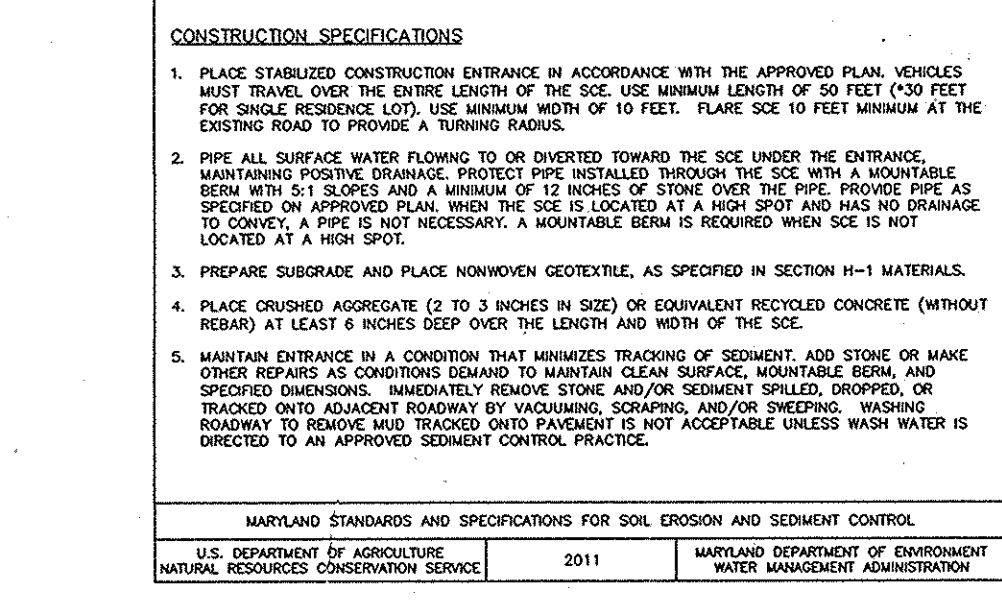 CONSTRUCTION SPECIFICATIONS
1. PLACE STABILIZED CONSTRUCTION ENTRANCE IN ACCORDANCE WITH THE APPROVED PLAN. VEHICLES
MUST TRAVEL OVER THE ENTIRE LENGTH OF THE SCE. USE MINIMUM LENGTH OF 50 FEET (*30 FEET
FOR SINGLE RESIDENCE LOT). USE MINIMUM WIDTH OF 10 FEET. FLARE SCE 10 FEET MINIMUM AT THE
EXISTING ROAD TO PROVIDE A TURNING RADIUS.
2. PIPE ALL SURFACE WATER FLOWING TO OR DIVERTED TOWARD THE SCE UNDER THE ENTRANCE,
MAINTAINING POSITIVE DRAINAGE. PROTECT PIPE INSTALLED THROUGH THE SCE WITH A MOUNTABLE
BERM WITH 5:1 SLOPES AND A MINIMUM OF 12 INCHES OF STONE OVER THE PIPE. PROVIDE PIPE AS
SPECIFIED ON APPROVED PLAN. WHEN THE SCE IS LOCATED AT A HIGH SPOT AND HAS NO DRAINAGE
TO CONVEY, A PIPE IS NOT NECESSARY. A MOUNTABLE BERM IS REQUIRED WHEN SCE IS NOT
LOCATED AT A HIGH SPOT.
3. PREPARE SUBGRADE AND PLACE NONWOVEN GEOTEXTILE, AS SPECIFIED IN SECTION H-1 MATERIALS.
4. PLACE CRUSHED AGGREGATE (2 TO 3 INCHES IN SIZE) OR EQUIVALENT RECYCLED CONCRETE (WITHOUT
REBAR) AT LEAST 6 INCHES DEEP OVER THE LENGTH AND WIDTH OF THE SCE.
5. MAINTAIN ENTRANCE IN A CONDITION THAT MINIMIZES TRACKING OF SEDIMENT. ADD STONE OR MAKE
OTHER REPAIRS AS CONDITIONS DEMAND TO MAINTAIN CLEAN SURFACE, MOUNTABLE BERM, AND
SPECIFIED DIMENSIONS. IMMEDIATELY REMOVE STONE AND/OR SEDIMENT SPILLED, DROPPED, OR
TRACKED ONTO ADJACENT ROADWAY BY VACUUMING, SCRAPING, AND/OR SWEEPING. WASHING
ROADWAY TO REMOVE MUD TRACKED ONTO PAVEMENT IS NOT ACCEPTABLE UNLESS WASH WATER IS
DIRECTED TO AN APPROVED SEDIMENT CONTROL PRACTICE.
MARYLAND STANDARDS AND SPECIFICATIONS FOR SOIL EROSION AND SEDIMENT CONTROL
U.S. DEPARTMENT OF AGRICULTURE
NATURAL RESOURCES CONSERVATION SERVICE
2011
MARYLAND DEPARTMENT OF ENVIRONMENT
WATER MANAGEMENT ADMINISTRATION